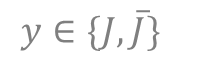 y ∈ {J, J̄}